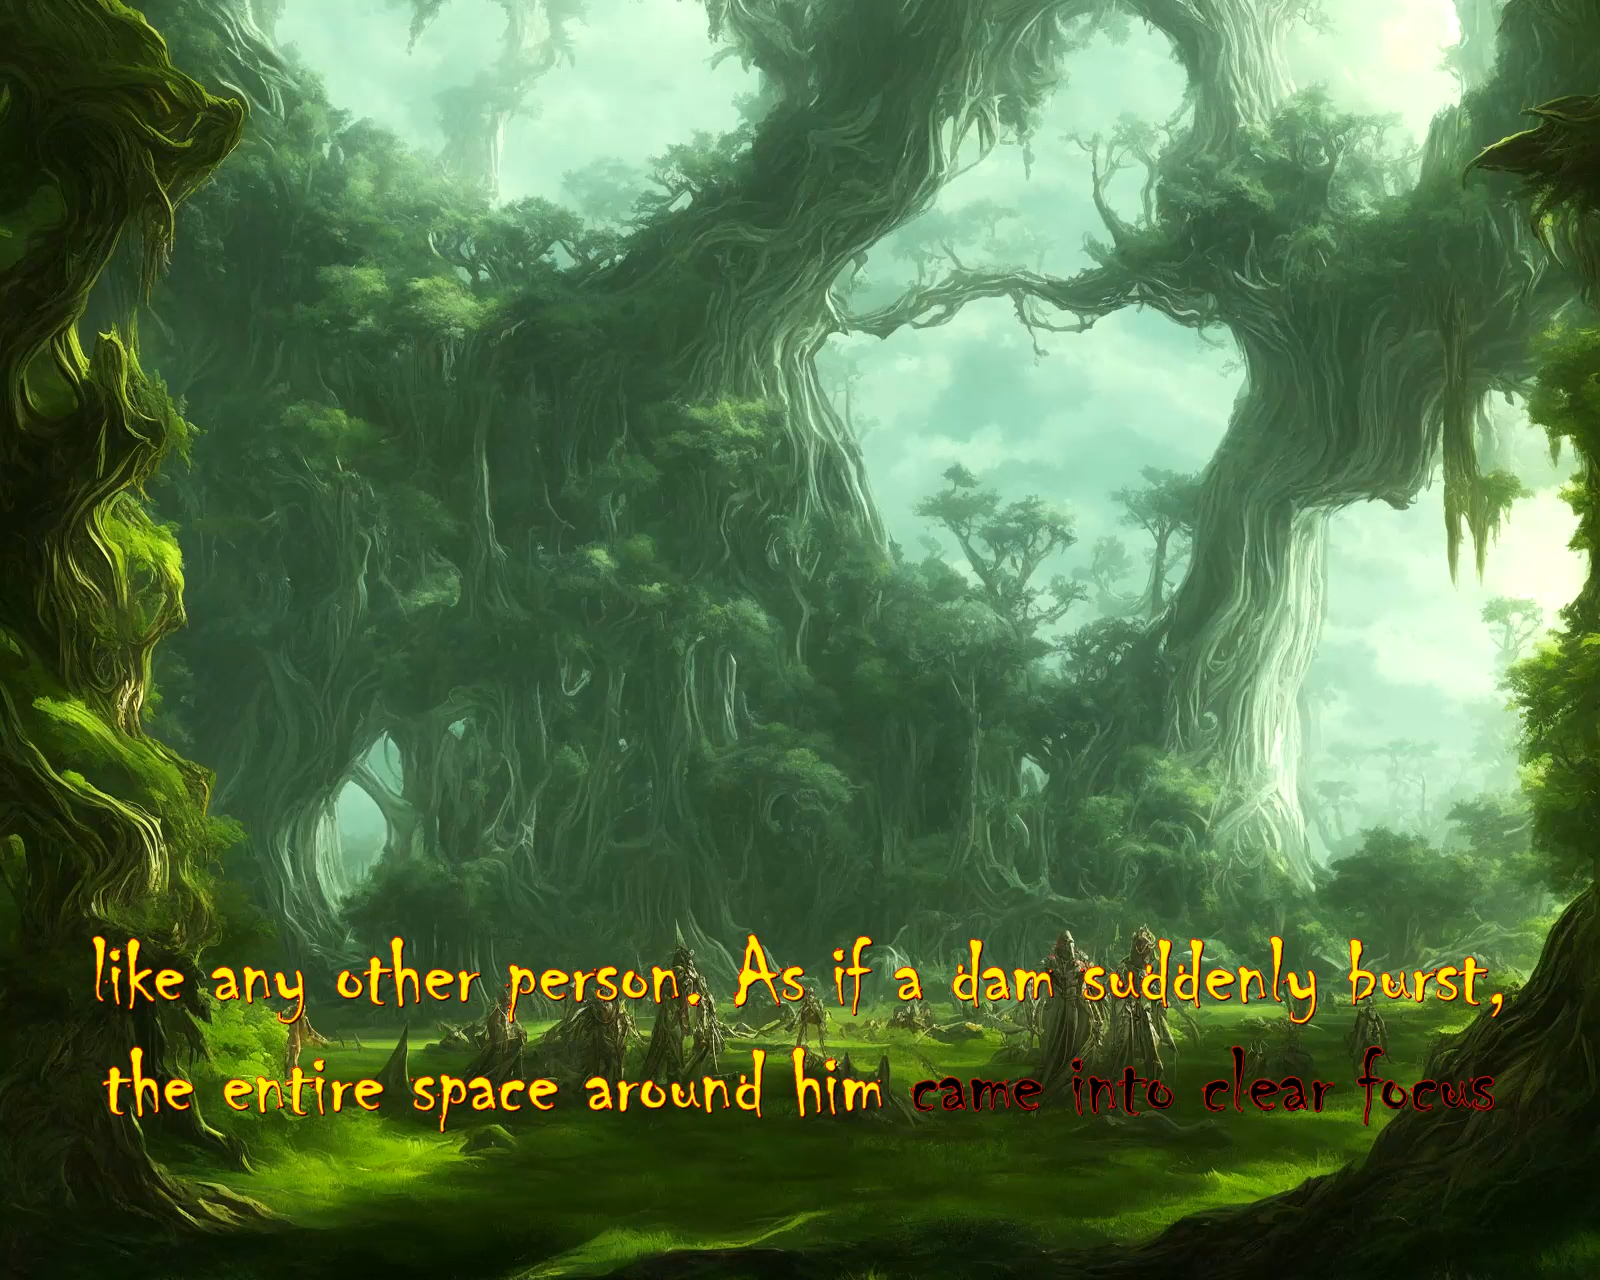 like any other person. As if a dam suddenly burst,
the entire space around him came into clear focus